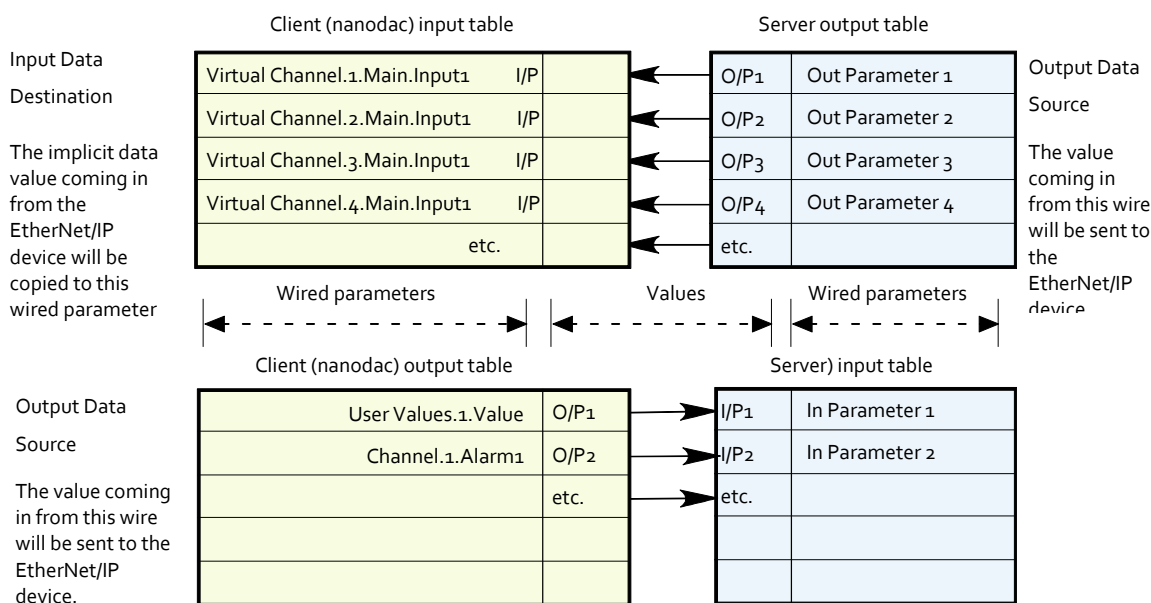 Client (nanodac) input table
Server output table
Input Data
Destination
The implicit data
value coming in
from the
EtherNet/IP
device will be
copied to this
wired parameter
Virtual Channel.1.Main.Input1 I/P
Virtual Channel.2.Main.Input1 I/P
Virtual Channel.3.Main.Input1 I/P
Virtual Channel.4.Main.Input1 I/P
etc.
O/P1 Out Parameter 1
O/P2 Out Parameter 2
O/P3 Out Parameter 3
O/P4 Out Parameter 4
etc.
Output Data
Source
The value
coming in
from this wire
will be sent to
the
EtherNet/IP
device
Wired parameters
Values
Wired parameters
Client (nanodac) output table
Server) input table
Output Data
Source
The value coming
in from this wire
will be sent to the
EtherNet/IP
device.
User Values.1.Value O/P1
Channel.1.Alarm1 O/P2
etc.
I/P1 In Parameter 1
I/P2 In Parameter 2
etc.